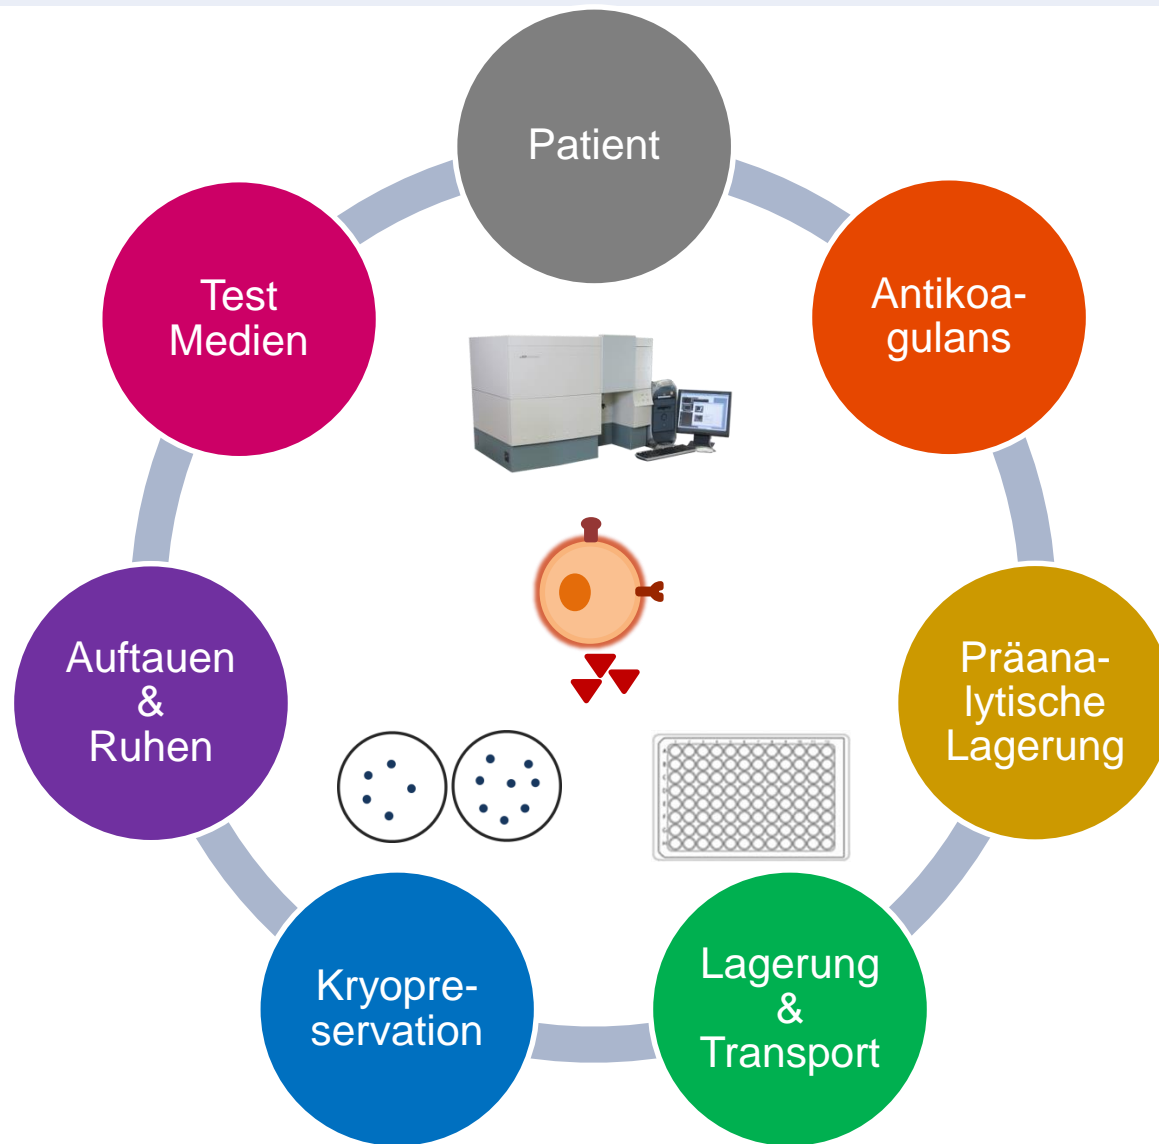 Patient
Antikoa-
gulans
Präana-
lytische
Lagerung
Lagerung
&
Transport
Kryopre-
servation
Auftauen
&
Ruhen
Test
Medien